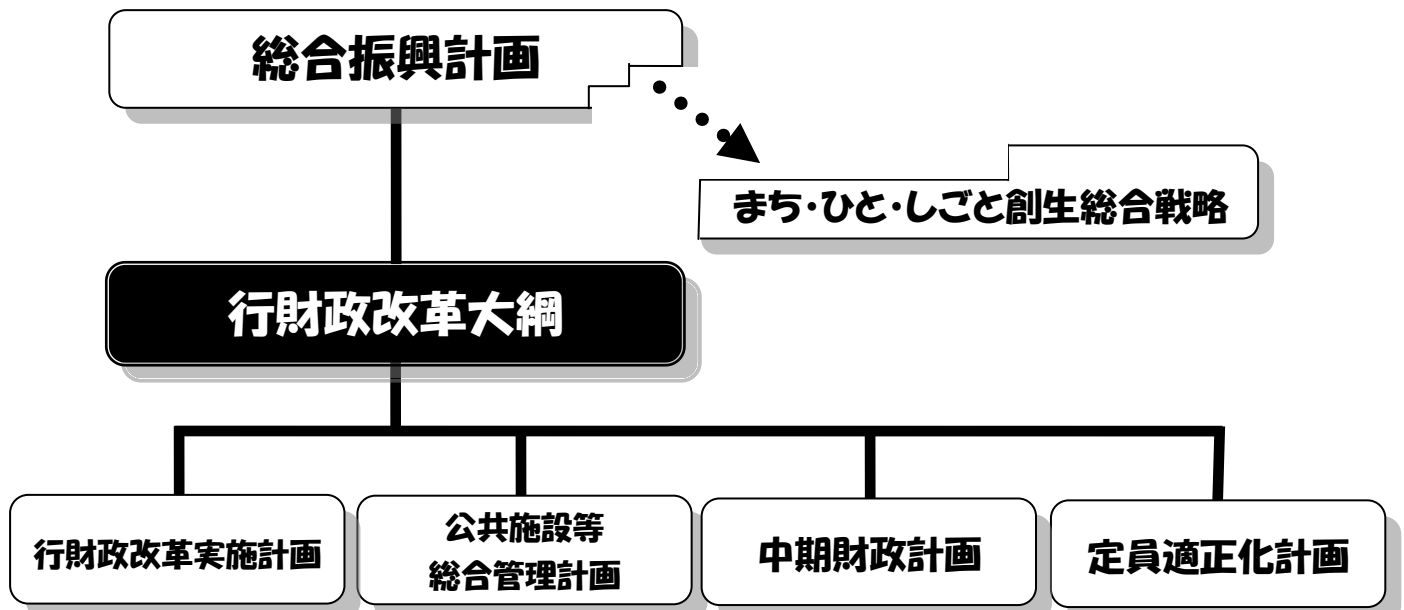 総合振興計画
まち・ひと・しごと創生総合戦略
行財政改革大綱
行財政改革実施計画
公共施設等
総合管理計画
中期財政計画
定員適正化計画